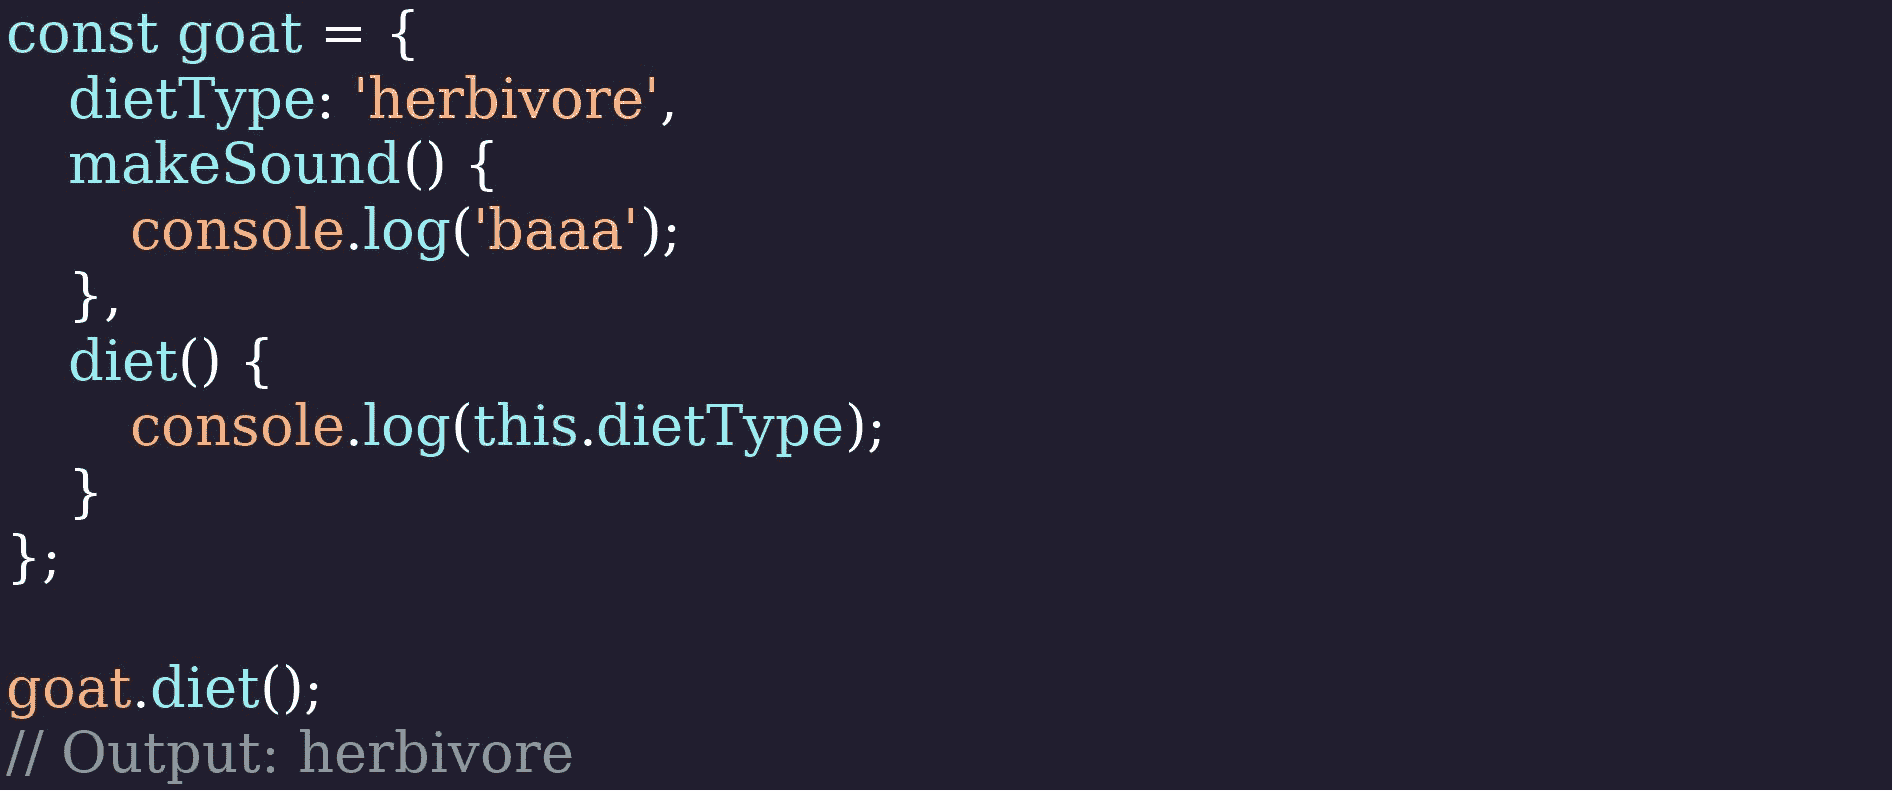 const goat = {
    dietType: 'herbivore',
    makeSound() {
        console.log('baaa');
    },
    diet() {
        console.log(this.dietType);
    }
};

goat.diet();
// Output: herbivore